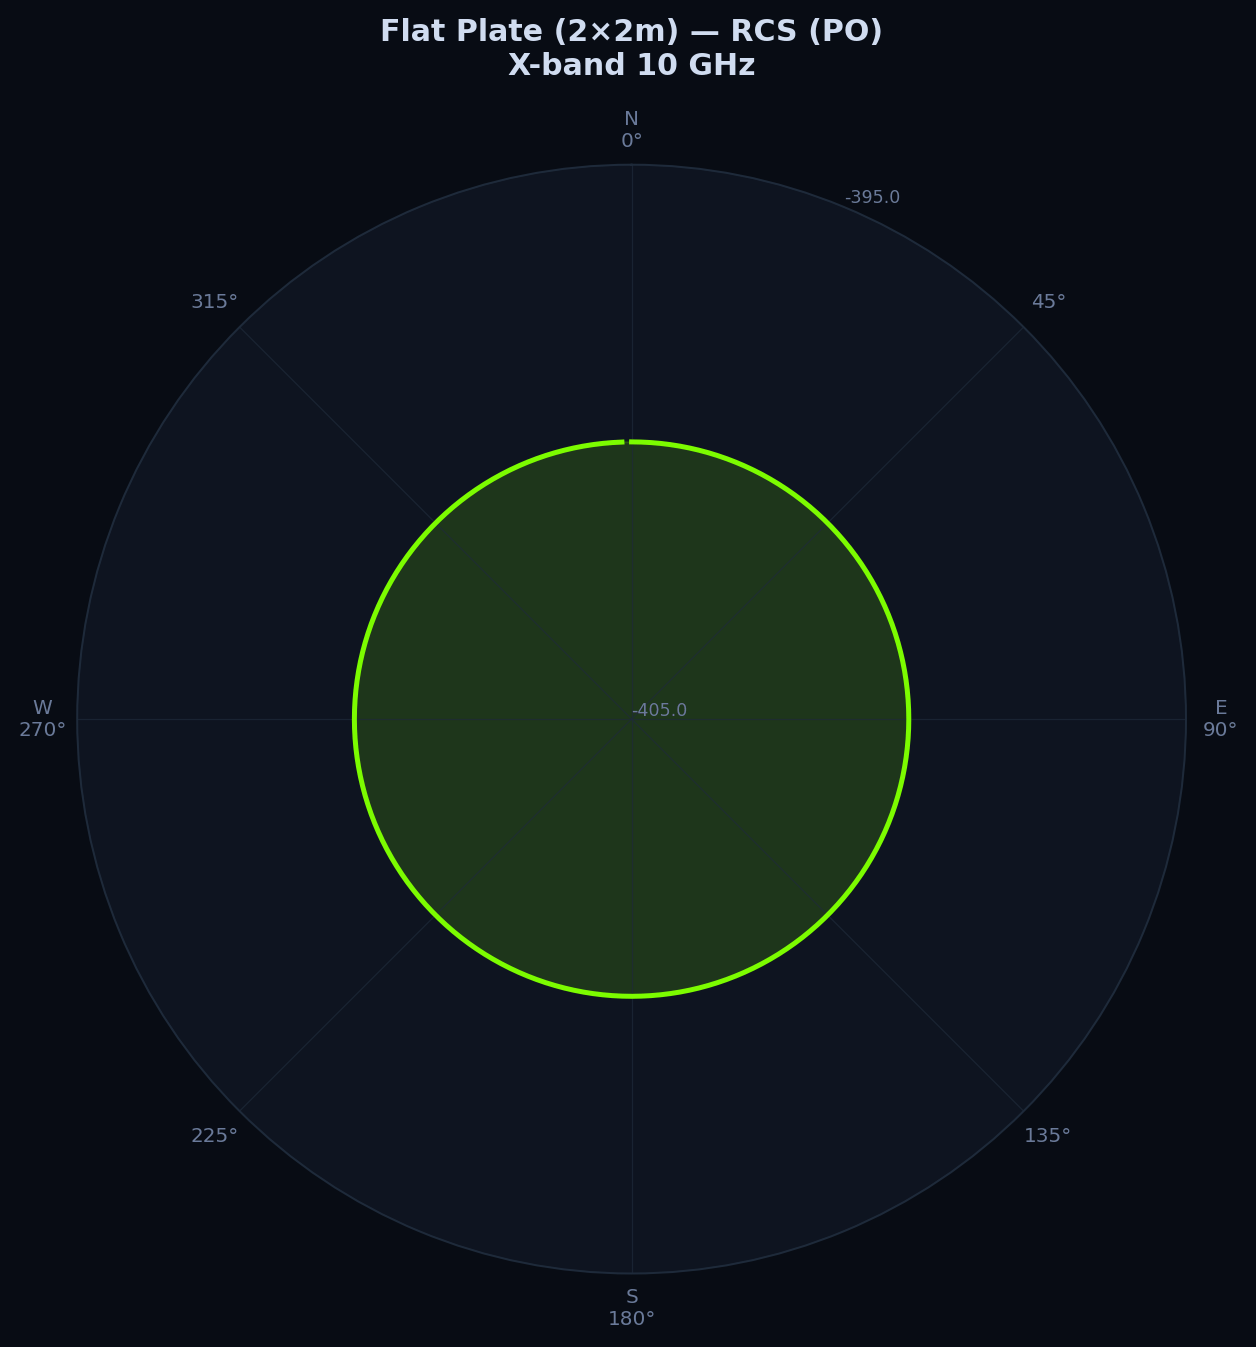 Flat Plate (2×2m) — RCS (PO)
X-band 10 GHz
N
0°
-395.0
315°
45°
-405.0
W
270°
E
90°
225°
135°
S
180°